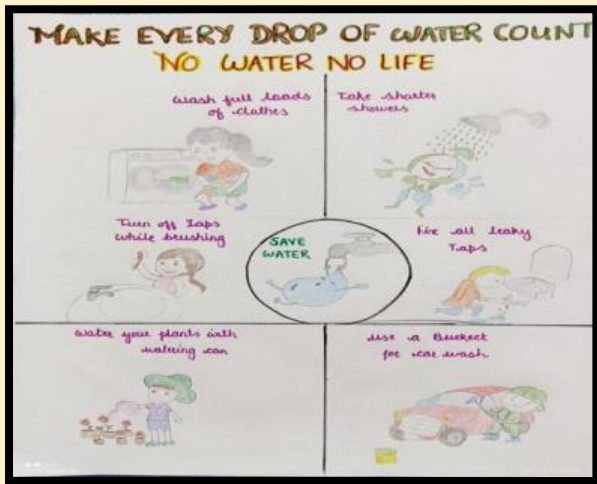 MAKE EVERY DROP OF WATER COUNT
NO WATER NO LIFE
Wash full loads
of clothes
Take shorter
showers
Turn off Taps
while brushing
SAVE
WATER
Fix all leaky
Taps
Water your plants with
watering can
Use a Bucket
for car wash